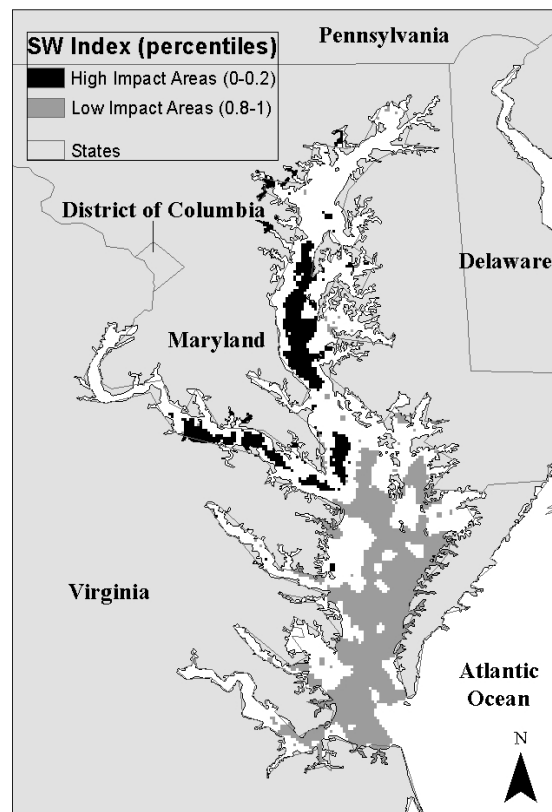 SW Index (percentiles)
High Impact Areas (0-0.2)
Low Impact Areas (0.8-1)
States
Pennsylvania
District of Columbia
Delaware
Maryland
Virginia
Atlantic
Ocean
N